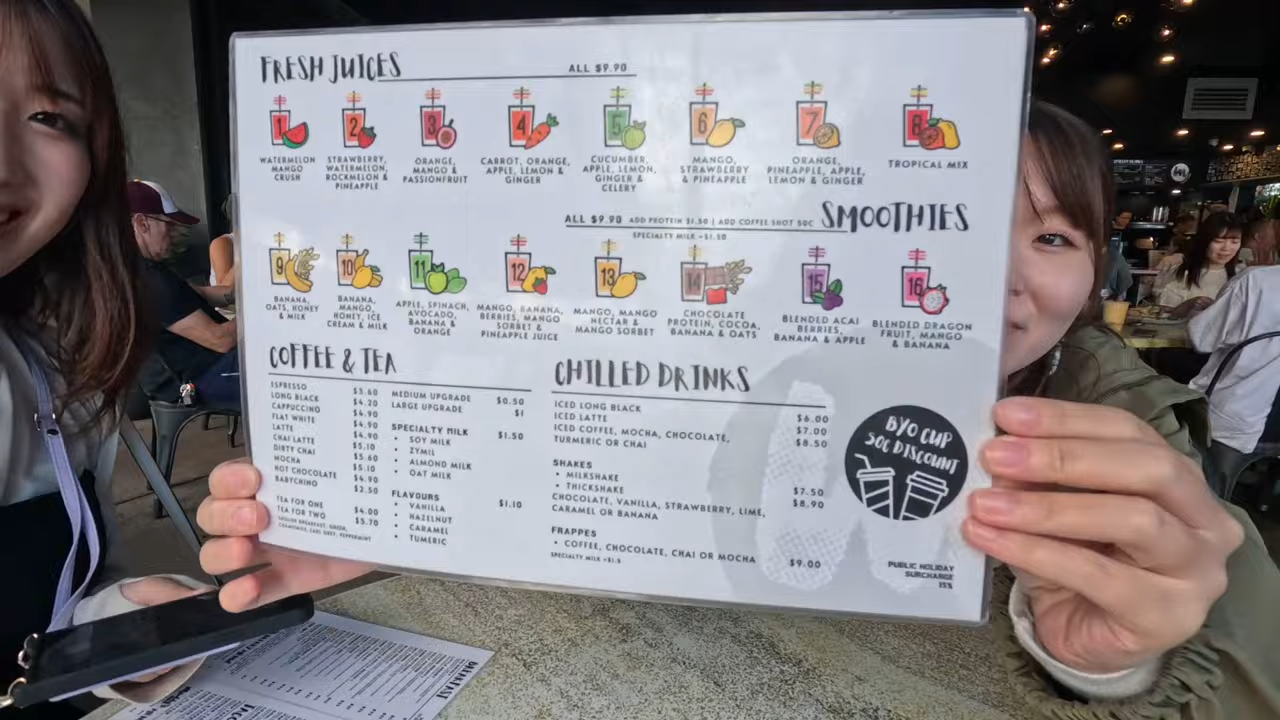 FRESH JUICES
ALL $9.90
1 2 3 4 5 6 7 8
WATERMELON
MANGO
CRUSH
STRAWBERRY,
WATERMELON,
ROCKMELON &
PINEAPPLE
ORANGE,
MANGO &
PASSIONFRUIT
CARROT, ORANGE,
APPLE, LEMON &
GINGER
CUCUMBER,
APPLE, LEMON,
GINGER &
CELERY
MANGO,
STRAWBERRY
& PINEAPPLE
ORANGE,
PINEAPPLE, APPLE,
LEMON & GINGER
TROPICAL MIX
ALL $9.90 ADD PROTEIN $1.50 | ADD COFFEE SHOT 50C SMOOTHIES
SPECIALTY MILK +$1.50
9 10 11 12 13 14 15 16
BANANA,
OATS, HONEY
& MILK
BANANA,
MANGO,
HONEY, ICE
CREAM & MILK
APPLE, SPINACH,
AVOCADO,
BANANA &
ORANGE
MANGO, BANANA,
BERRIES, MANGO
SORBET &
PINEAPPLE JUICE
MANGO, MANGO
NECTAR &
MANGO SORBET
CHOCOLATE
PROTEIN, COCOA,
BANANA & OATS
BLENDED ACAI
BERRIES,
BANANA & APPLE
BLENDED DRAGON
FRUIT, MANGO
& BANANA
COFFEE & TEA
ESPRESSO $3.60
LONG BLACK $4.20
CAPPUCCINO $4.90
FLAT WHITE $4.90
LATTE $4.90
CHAI LATTE $5.10
DIRTY CHAI $5.60
MOCHA $5.10
HOT CHOCOLATE $4.90
BABYCHINO $2.50
TEA FOR ONE $4.00
TEA FOR TWO $5.70
ENGLISH BREAKFAST, GREEN,
CHAMOMILE, EARL GREY, PEPPERMINT
MEDIUM UPGRADE $0.50
LARGE UPGRADE $1
SPECIALTY MILK $1.50
• SOY MILK
• ZYMIL
• ALMOND MILK
• OAT MILK
FLAVOURS $1.10
• VANILLA
• HAZELNUT
• CARAMEL
• TUMERIC
CHILLED DRINKS
ICED LONG BLACK $6.00
ICED LATTE $7.00
ICED COFFEE, MOCHA, CHOCOLATE, $8.50
TURMERIC OR CHAI
SHAKES
• MILKSHAKE $7.50
• THICKSHAKE $8.90
CHOCOLATE, VANILLA, STRAWBERRY, LIME,
CARAMEL OR BANANA
FRAPPES
• COFFEE, CHOCOLATE, CHAI OR MOCHA $9.00
SPECIALTY MILK +$1.5
BYO CUP
50C DISCOUNT
PUBLIC HOLIDAY
SURCHARGE
15%
BREAKFAST